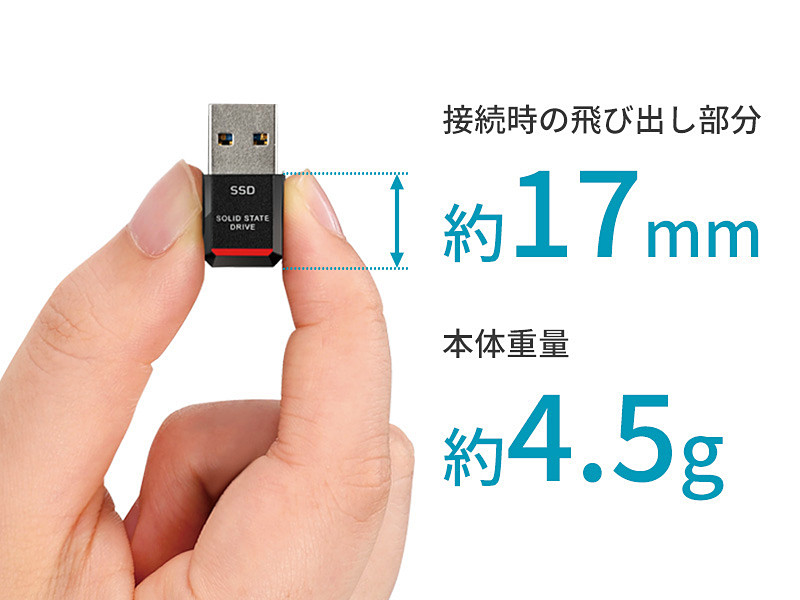 SSD
SOLID STATE
DRIVE
接続時の飛び出し部分
約17mm
本体重量
約4.5g